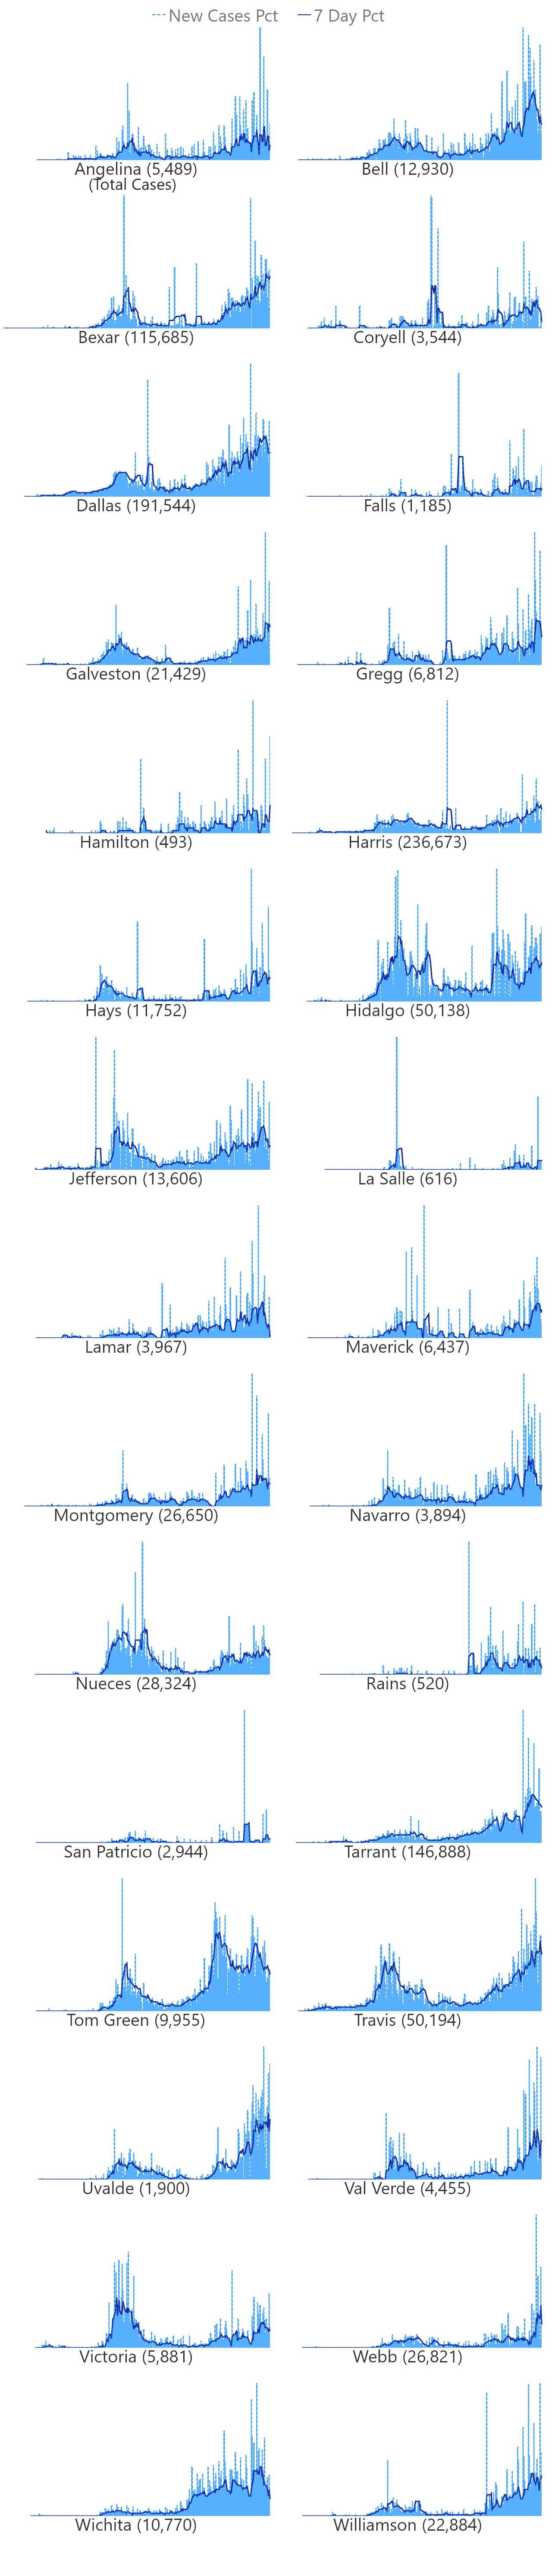 New Cases Pct 7 Day Pct
Angelina (5,489) Bell (12,930)
(Total Cases)
Bexar (115,685) Coryell (3,544)
Dallas (191,544) Falls (1,185)
Galveston (21,429) Gregg (6,812)
Hamilton (493) Harris (236,673)
Hays (11,752) Hidalgo (50,138)
Jefferson (13,606) La Salle (616)
Lamar (3,967) Maverick (6,437)
Montgomery (26,650) Navarro (3,894)
Nueces (28,324) Rains (520)
San Patricio (2,944) Tarrant (146,888)
Tom Green (9,955) Travis (50,194)
Uvalde (1,900) Val Verde (4,455)
Victoria (5,881) Webb (26,821)
Wichita (10,770) Williamson (22,884)